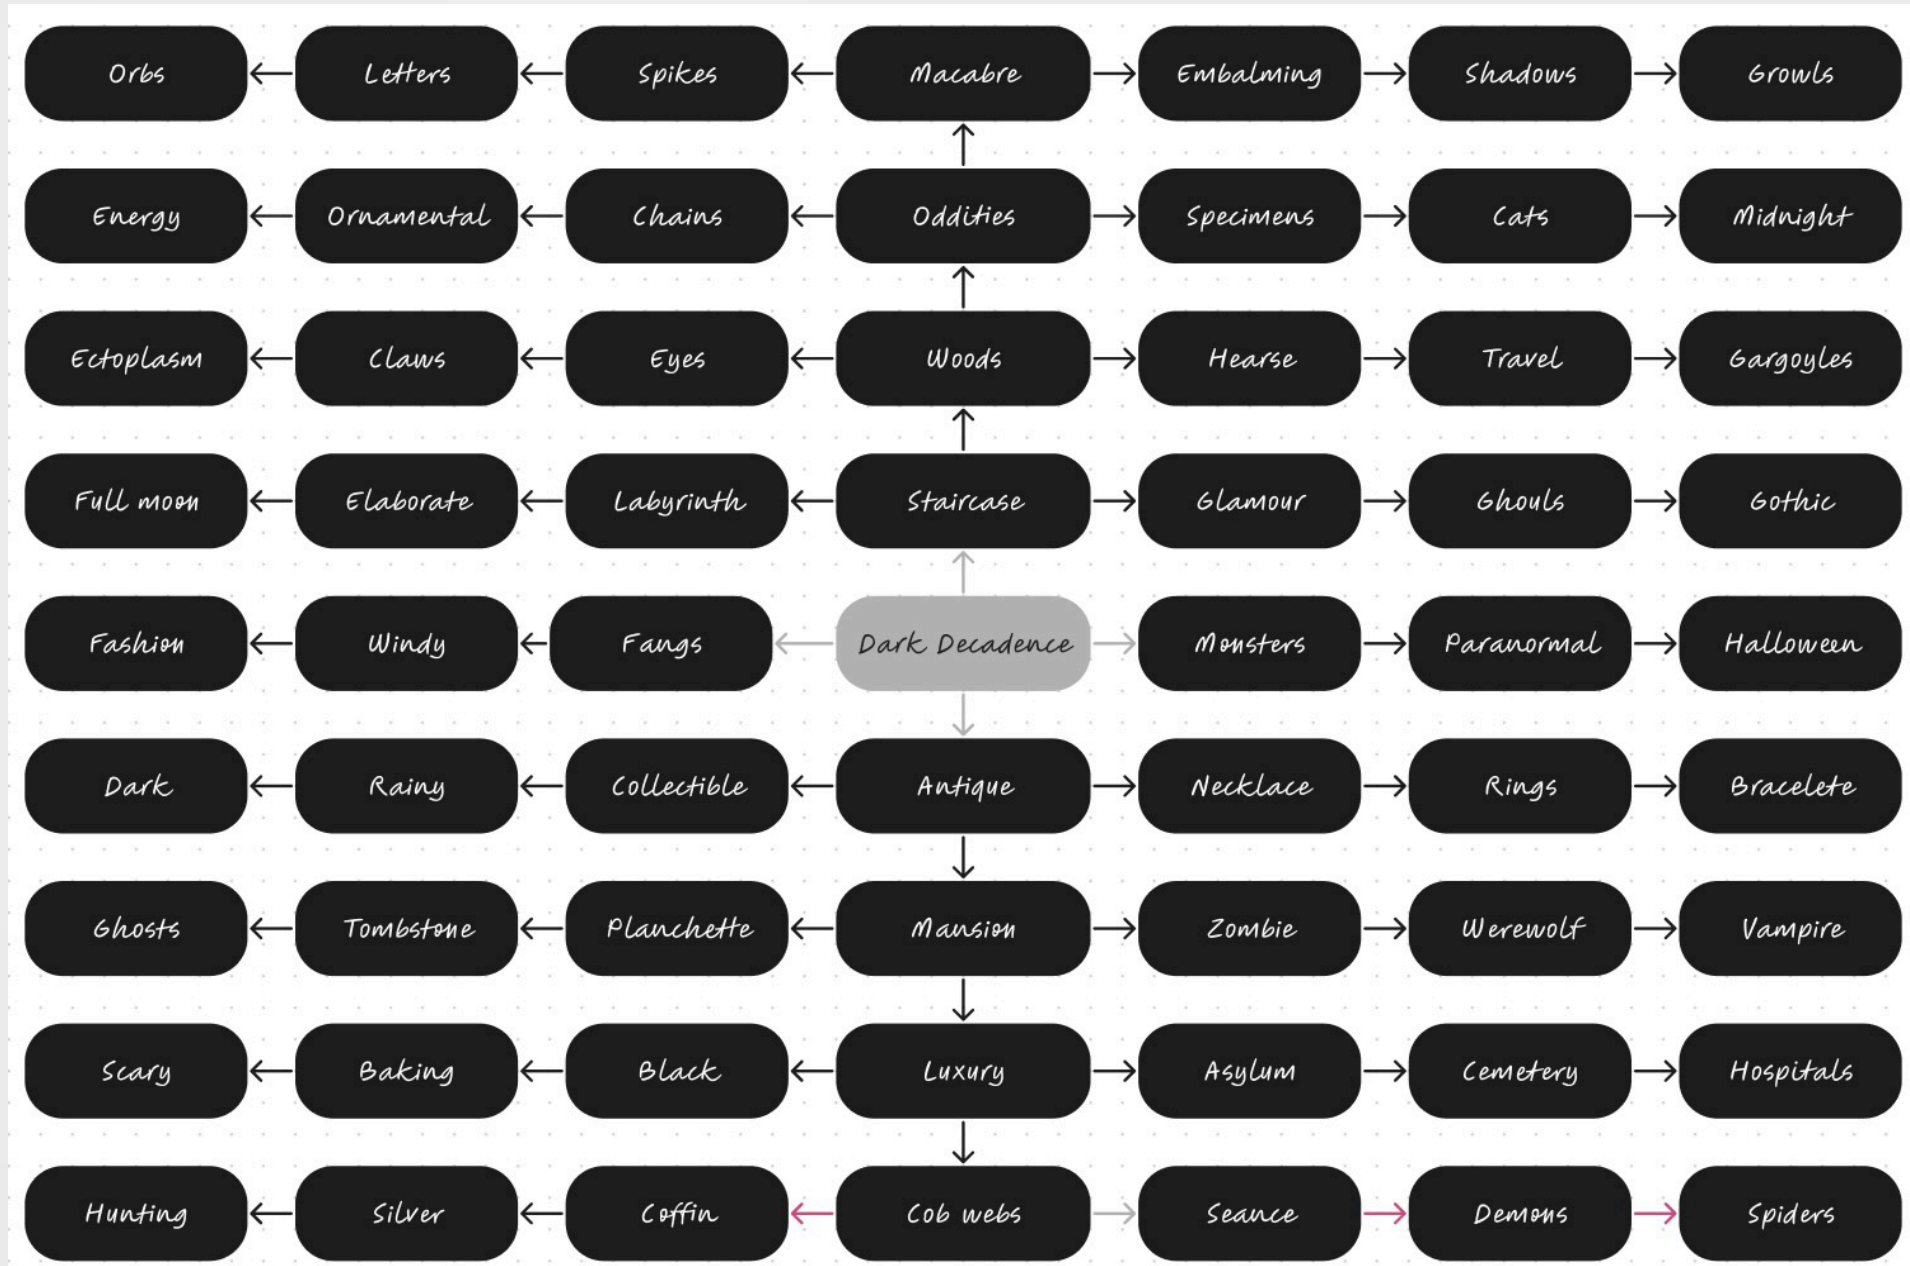 Orbs Letters Spikes Macabre Embalming Shadows Growls
Energy Ornamental Chains Oddities Specimens Cats Midnight
Ectoplasm Claws Eyes Woods Hearse Travel Gargoyles
Full moon Elaborate Labyrinth Staircase Glamour Ghouls Gothic
Fashion Windy Fangs Dark Decadence Monsters Paranormal Halloween
Dark Rainy Collectible Antique Necklace Rings Bracelete
Ghosts Tombstone Planchette Mansion Zombie Werewolf Vampire
Scary Baking Black Luxury Asylum Cemetery Hospitals
Hunting Silver Coffin Cob webs Seance Demons Spiders